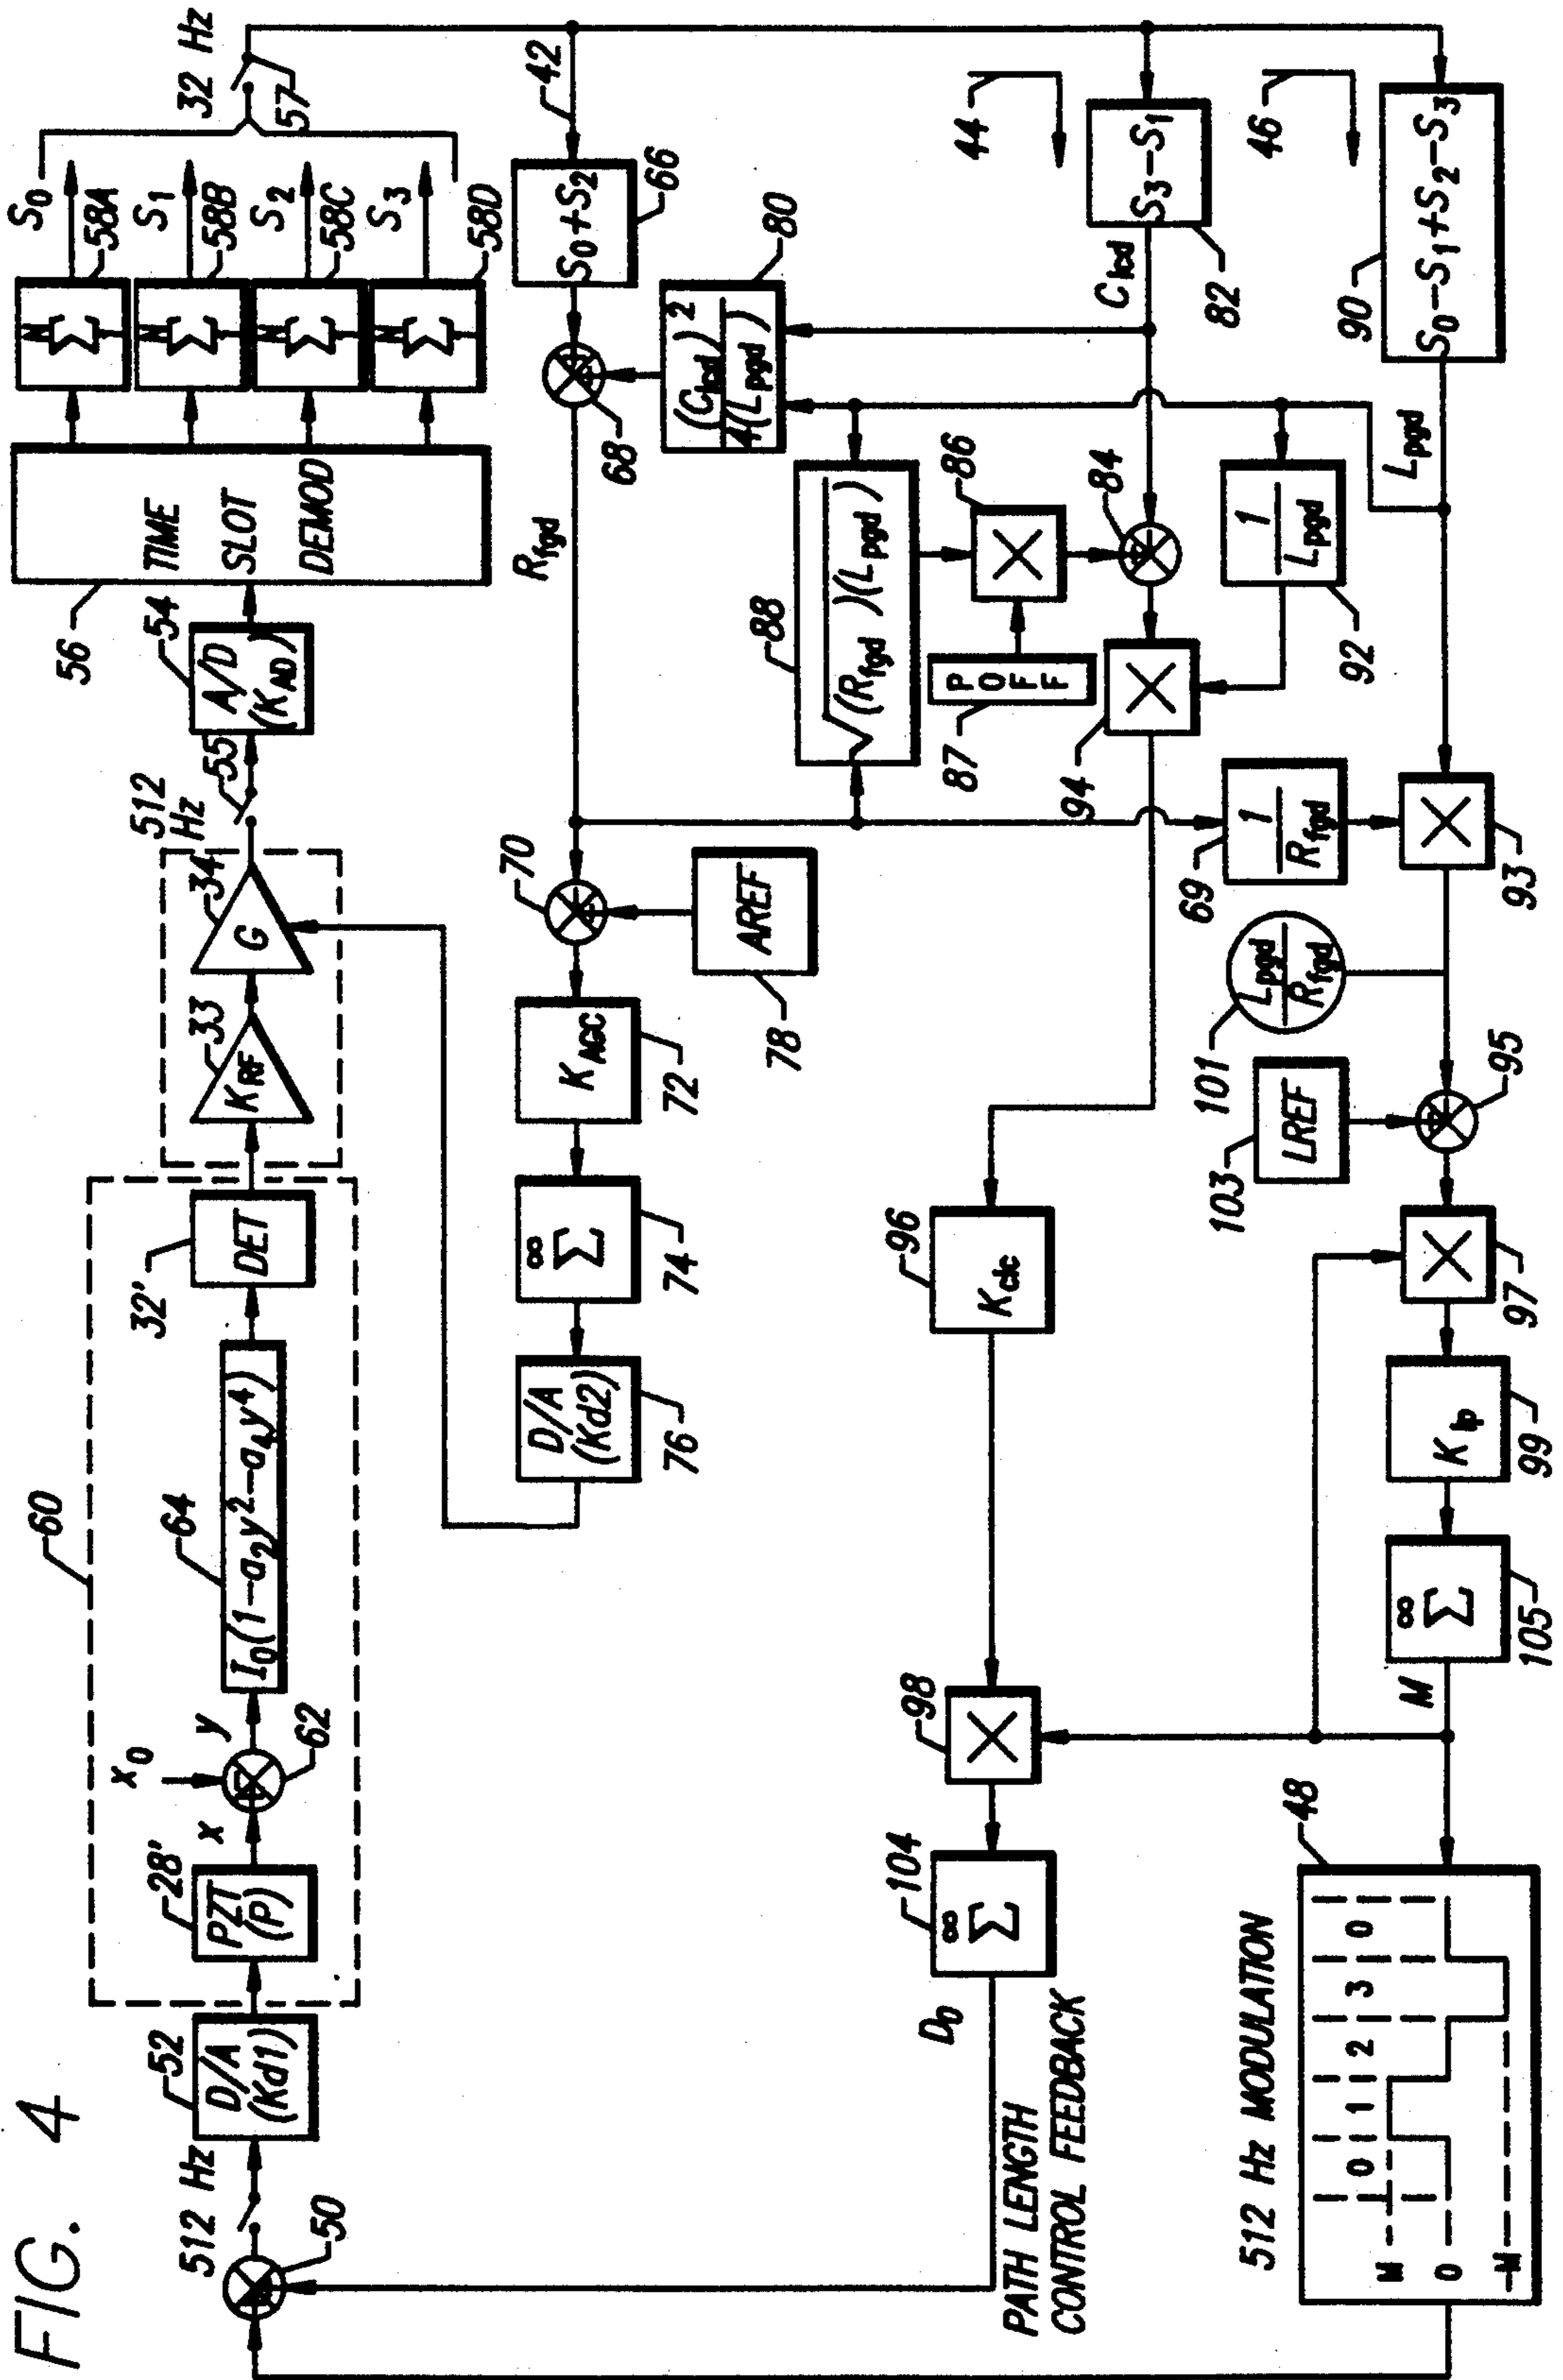 FIG. 4
60
512 Hz
50
52
D/A
(Kd1)
28'
PZT
(P)
x
x0
y
62
64
I0(1-a2y²-a4y⁴)
32'
DET
33
KRF
34
G
512
Hz
55
54
A/D
(KAD)
56
TIME
SLOT
DEMOD
N
Σ
58A
S0
N
Σ
58B
S1
N
Σ
58C
S2
N
Σ
58D
S3
32 Hz
57
42
S0+S2
66
68
Rfgd
70
AREF
78
KAGC
72
∞
Σ
74
D/A
(Kd2)
76
(Clcd)²
4(Lpgd)
80
44
S3-S1
82
Clcd
46
90
S0-S1+S2-S3
Lpgd
88
√(Rfgd)(Lpgd)
86
×
POFF
87
84
1
Lpgd
92
×
94
69
1
Rfgd
×
93
Lpgd
Rfgd
101
LREF
103
95
×
97
96
Kclc
Klp
99
∞
Σ
105
M
98
×
104
∞
Σ
D0
PATH LENGTH
CONTROL FEEDBACK
512 Hz MODULATION
48
M
0
-M
0 1 2 3 0